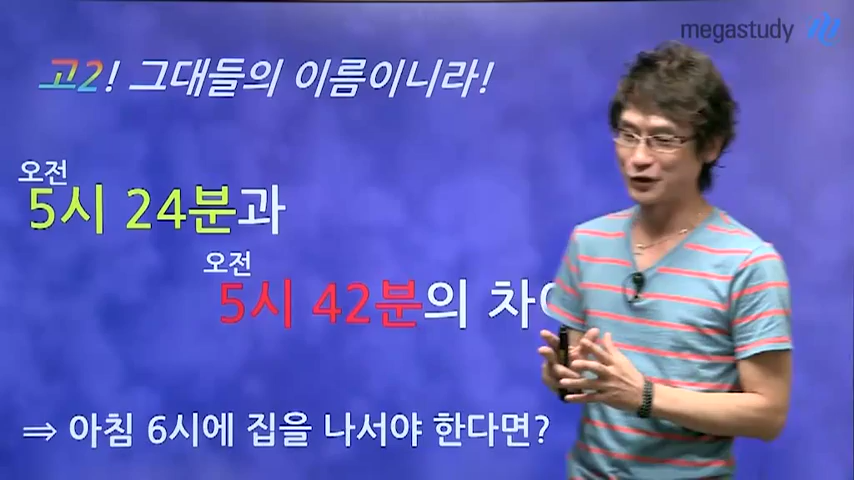 megastudy
고2! 그대들의 이름이니라!
오전
5시 24분과
오전
5시 42분의
⇒ 아침 6시에 집을 나서야 한다면?